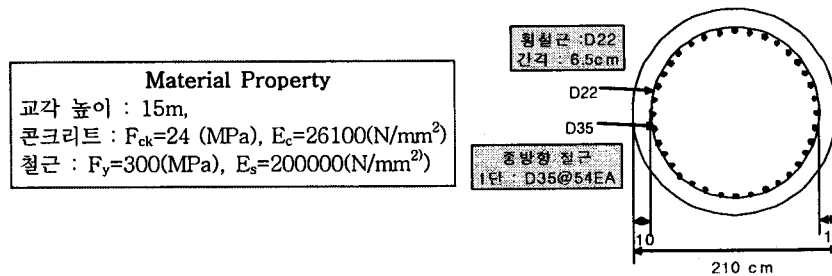 Material Property
교각 높이 : 15m,
콘크리트 : Fck=24 (MPa), Ec=26100(N/mm²)
철근 : Fy=300(MPa), Es=200000(N/mm²⁾)
횡철근 :D22
간격 : 6.5cm
D22
D35
종방향 철근
1단 : D35@54EA
10
1
210 cm